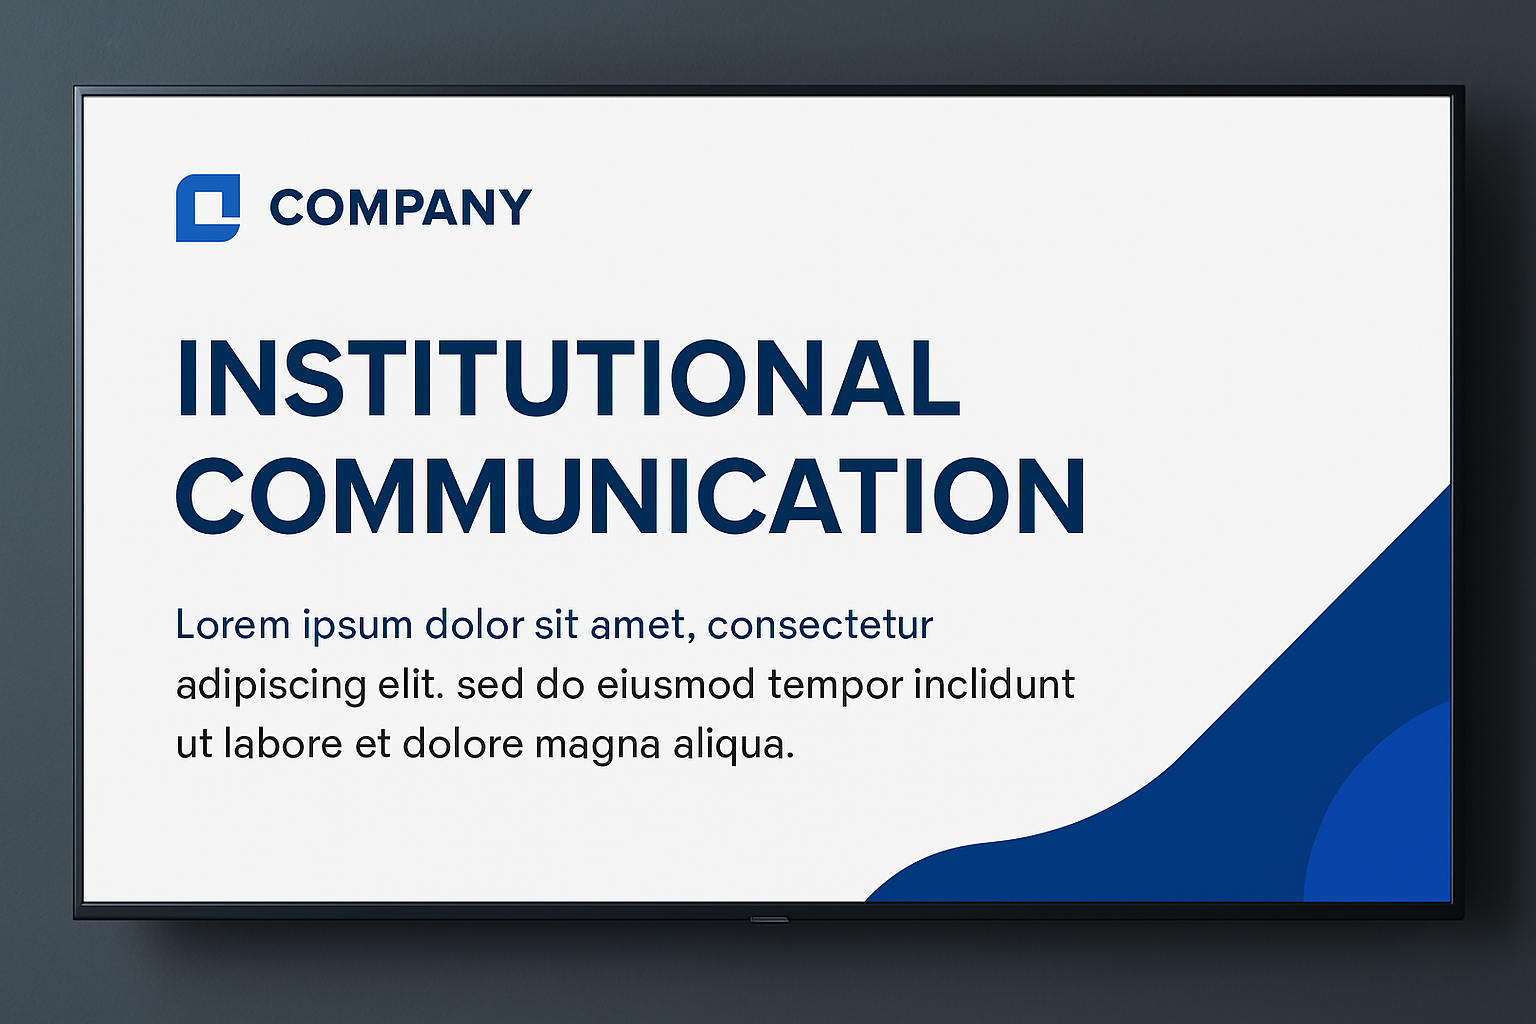 COMPANY
INSTITUTIONAL
COMMUNICATION
Lorem ipsum dolor sit amet, consectetur
adipiscing elit. sed do eiusmod tempor inclidunt
ut labore et dolore magna aliqua.